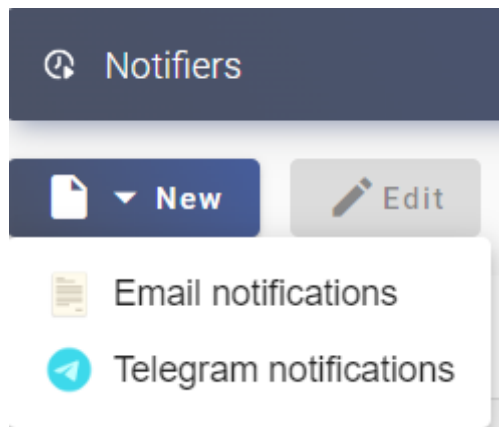 Notifiers
New
Edit
Email notifications
Telegram notifications